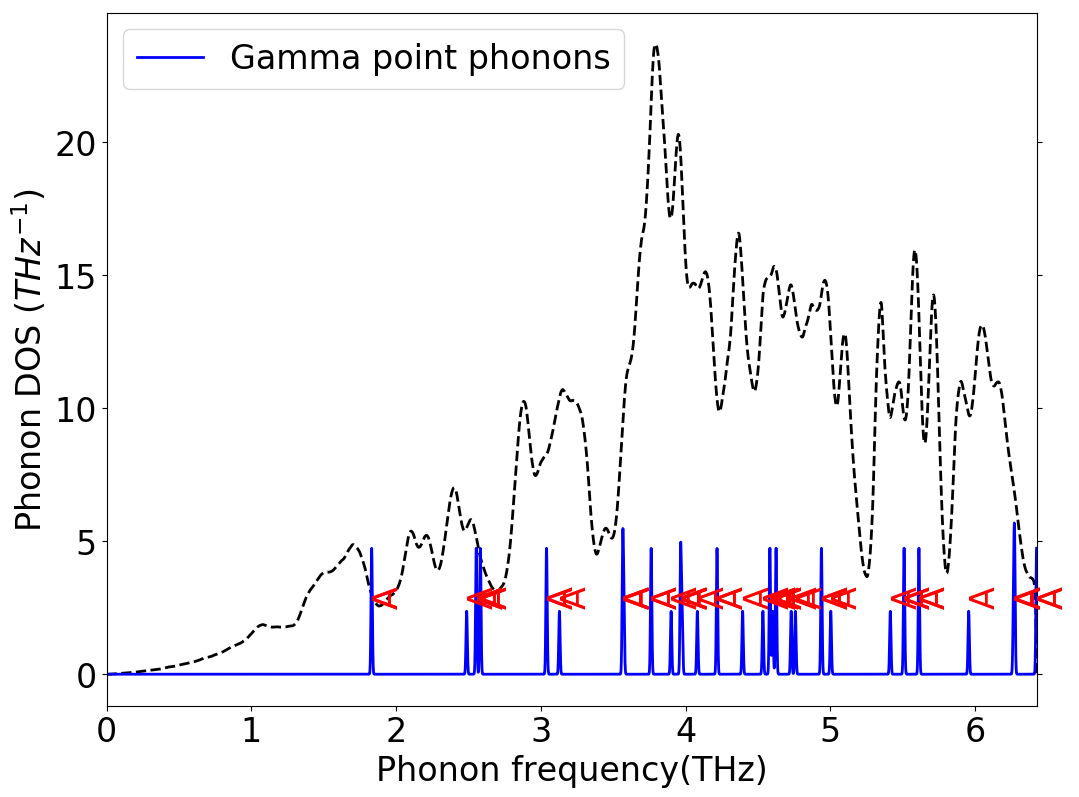 Gamma point phonons
Phonon DOS (THz⁻¹)
20
15
10
5
0
A A A A A A A A A A A A A A A A A A A A A A A A A A A
0 1 2 3 4 5 6
Phonon frequency(THz)